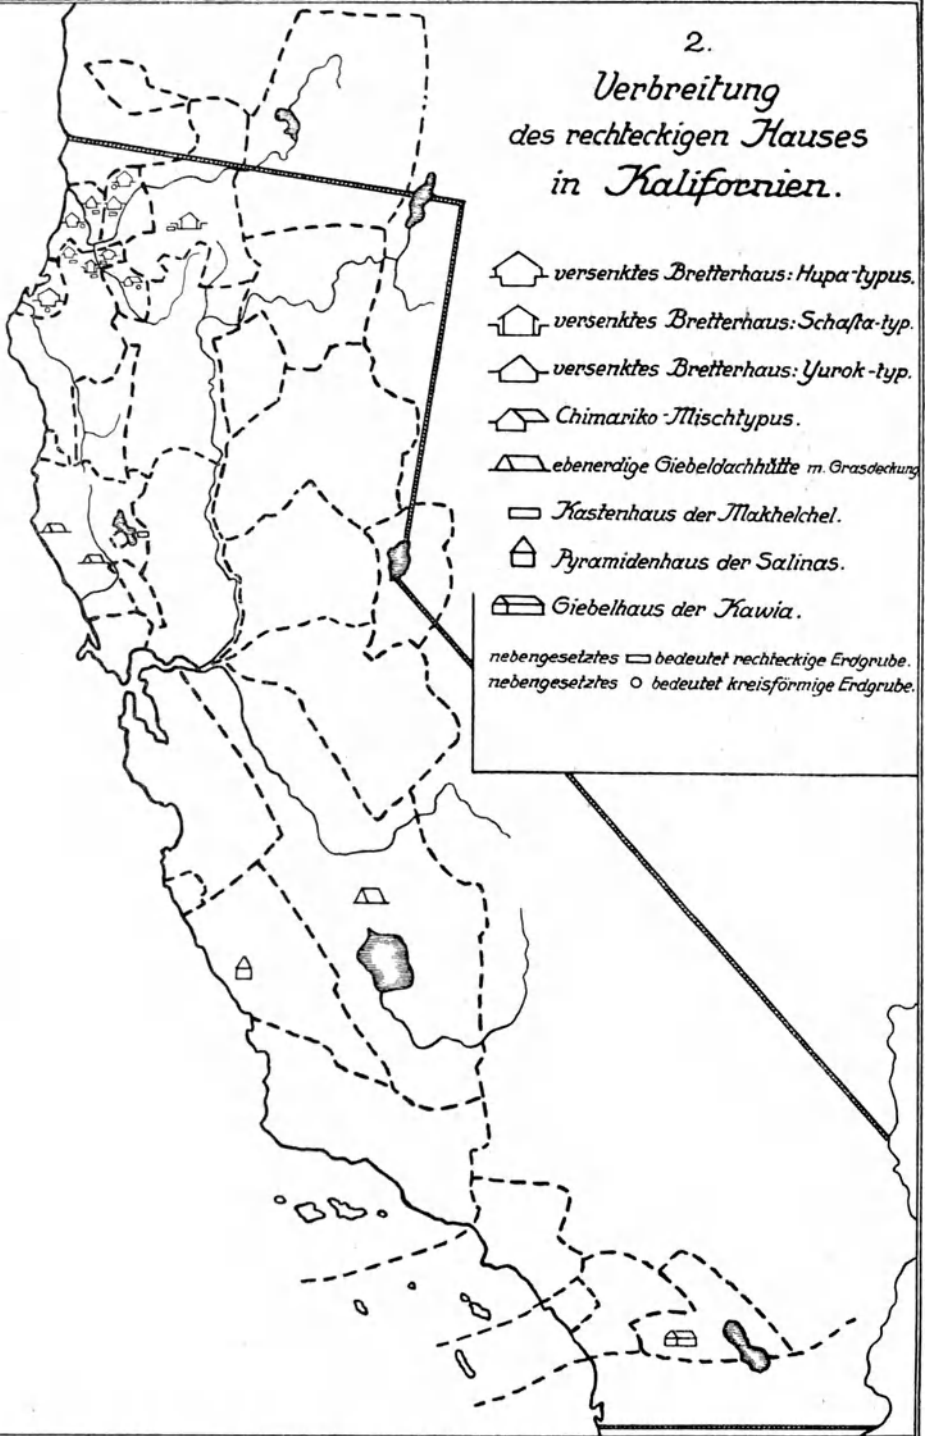 2.
Verbreitung
des rechteckigen Hauses
in Kalifornien.
versenktes Bretterhaus: Hupa-typus.
versenktes Bretterhaus: Schaſta-typ.
versenktes Bretterhaus: Yurok-typ.
Chimariko-Mischtypus.
ebenerdige Giebeldachhütte m. Grasdeckung
Kastenhaus der Makhelchel.
Pyramidenhaus der Salinas.
Giebelhaus der Kawia.
nebengesetztes ▭ bedeutet rechteckige Erdgrube.
nebengesetztes ○ bedeutet kreisförmige Erdgrube.